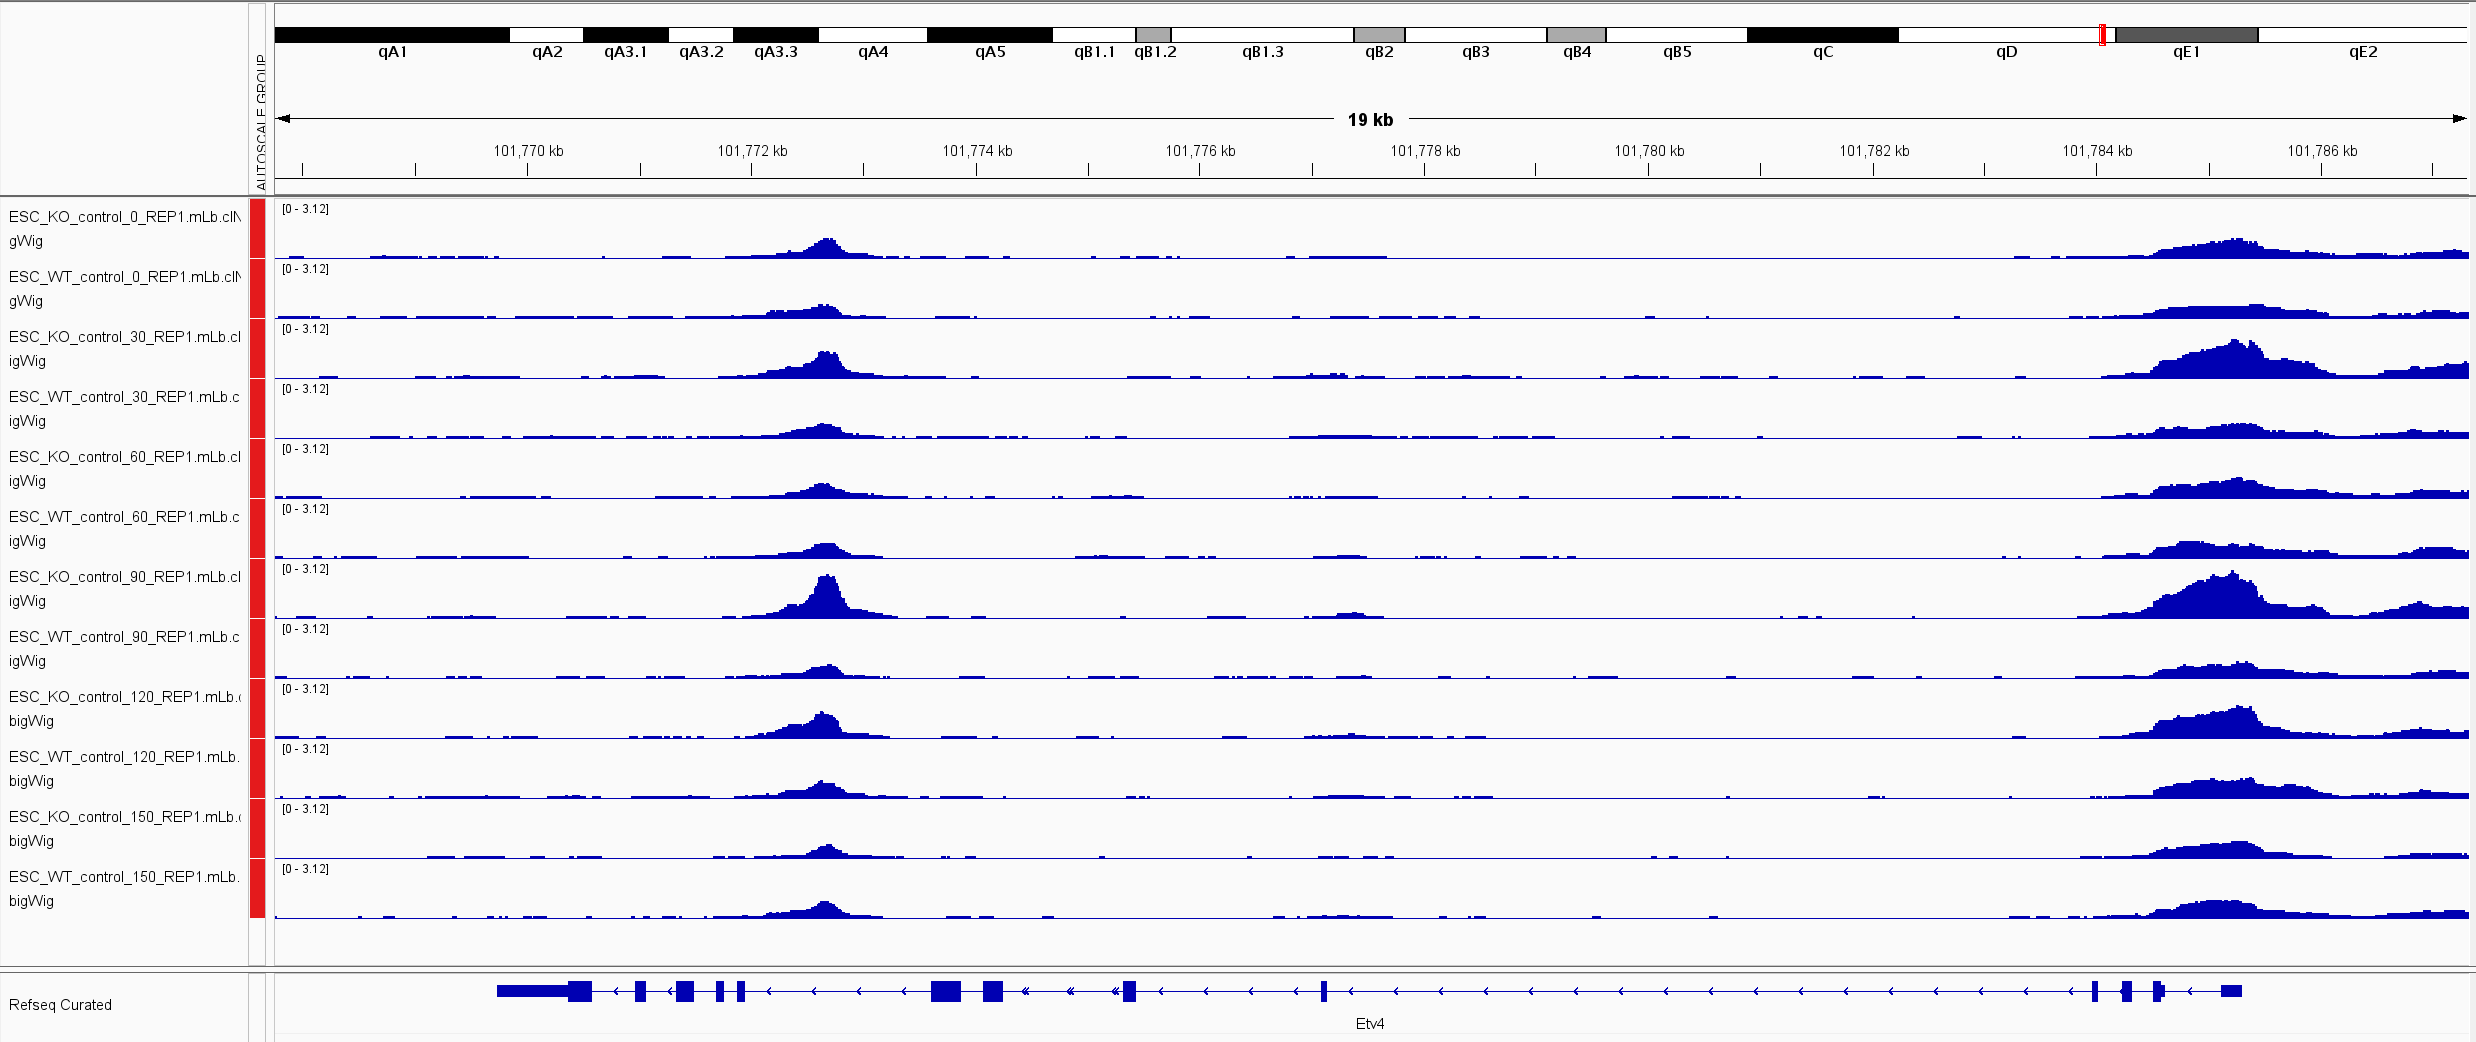 qA1 qA2 qA3.1 qA3.2 qA3.3 qA4 qA5 qB1.1 qB1.2 qB1.3 qB2 qB3 qB4 qB5 qC qD qE1 qE2
AUTOSCALE GROUP
19 kb
101,770 kb 101,772 kb 101,774 kb 101,776 kb 101,778 kb 101,780 kb 101,782 kb 101,784 kb 101,786 kb
[0 - 3.12]
ESC_KO_control_0_REP1.mLb.clN
gWig
[0 - 3.12]
ESC_WT_control_0_REP1.mLb.clN
gWig
[0 - 3.12]
ESC_KO_control_30_REP1.mLb.cl
igWig
[0 - 3.12]
ESC_WT_control_30_REP1.mLb.c
igWig
[0 - 3.12]
ESC_KO_control_60_REP1.mLb.cl
igWig
[0 - 3.12]
ESC_WT_control_60_REP1.mLb.c
igWig
[0 - 3.12]
ESC_KO_control_90_REP1.mLb.cl
igWig
[0 - 3.12]
ESC_WT_control_90_REP1.mLb.c
igWig
[0 - 3.12]
ESC_KO_control_120_REP1.mLb.c
bigWig
[0 - 3.12]
ESC_WT_control_120_REP1.mLb.
bigWig
[0 - 3.12]
ESC_KO_control_150_REP1.mLb.c
bigWig
[0 - 3.12]
ESC_WT_control_150_REP1.mLb.
bigWig
Refseq Curated
Etv4